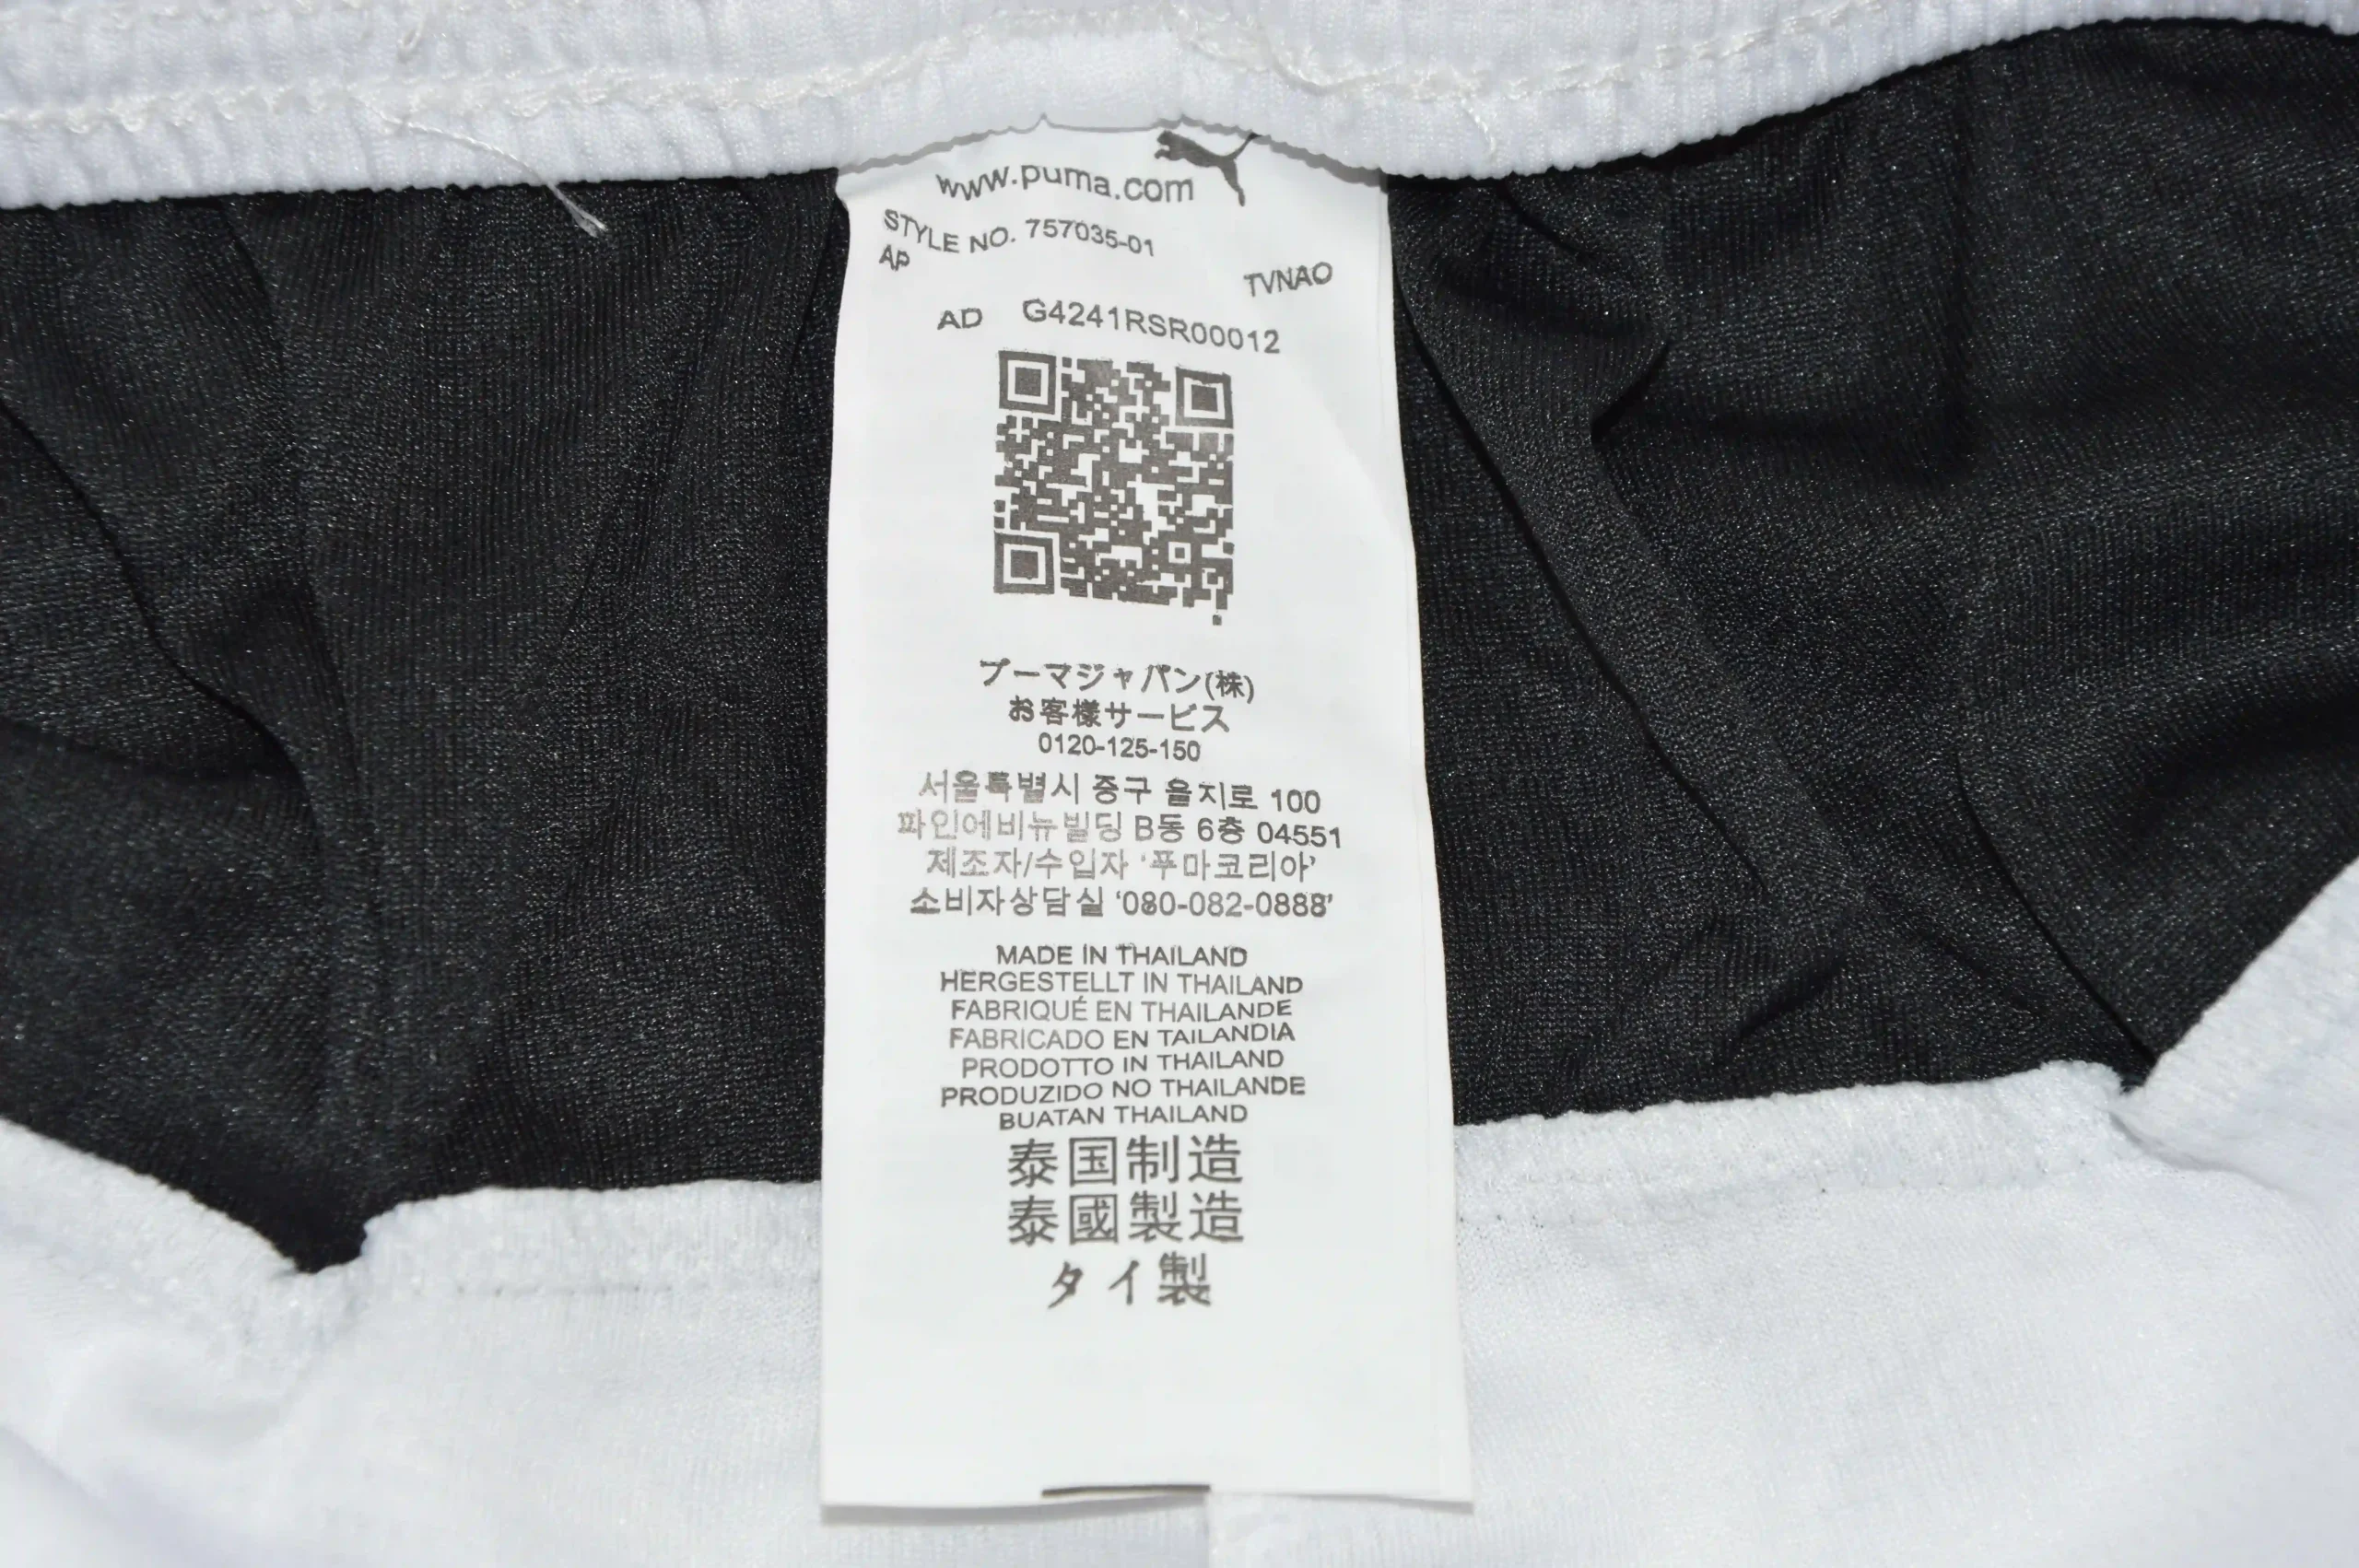 www.puma.com
STYLE NO. 757035-01
AP
TVNAO
AD G4241RSR00012
プーマジャパン(株)
お客様サービス
0120-125-150
서울특별시 중구 을지로 100
파인에비뉴빌딩 B동 6층 04551
제조자/수입자 '푸마코리아'
소비자상담실 '080-082-0888'
MADE IN THAILAND
HERGESTELLT IN THAILAND
FABRIQUÉ EN THAILANDE
FABRICADO EN TAILANDIA
PRODOTTO IN THAILAND
PRODUZIDO NO THAILANDE
BUATAN THAILAND
泰国制造
泰國製造
タイ製